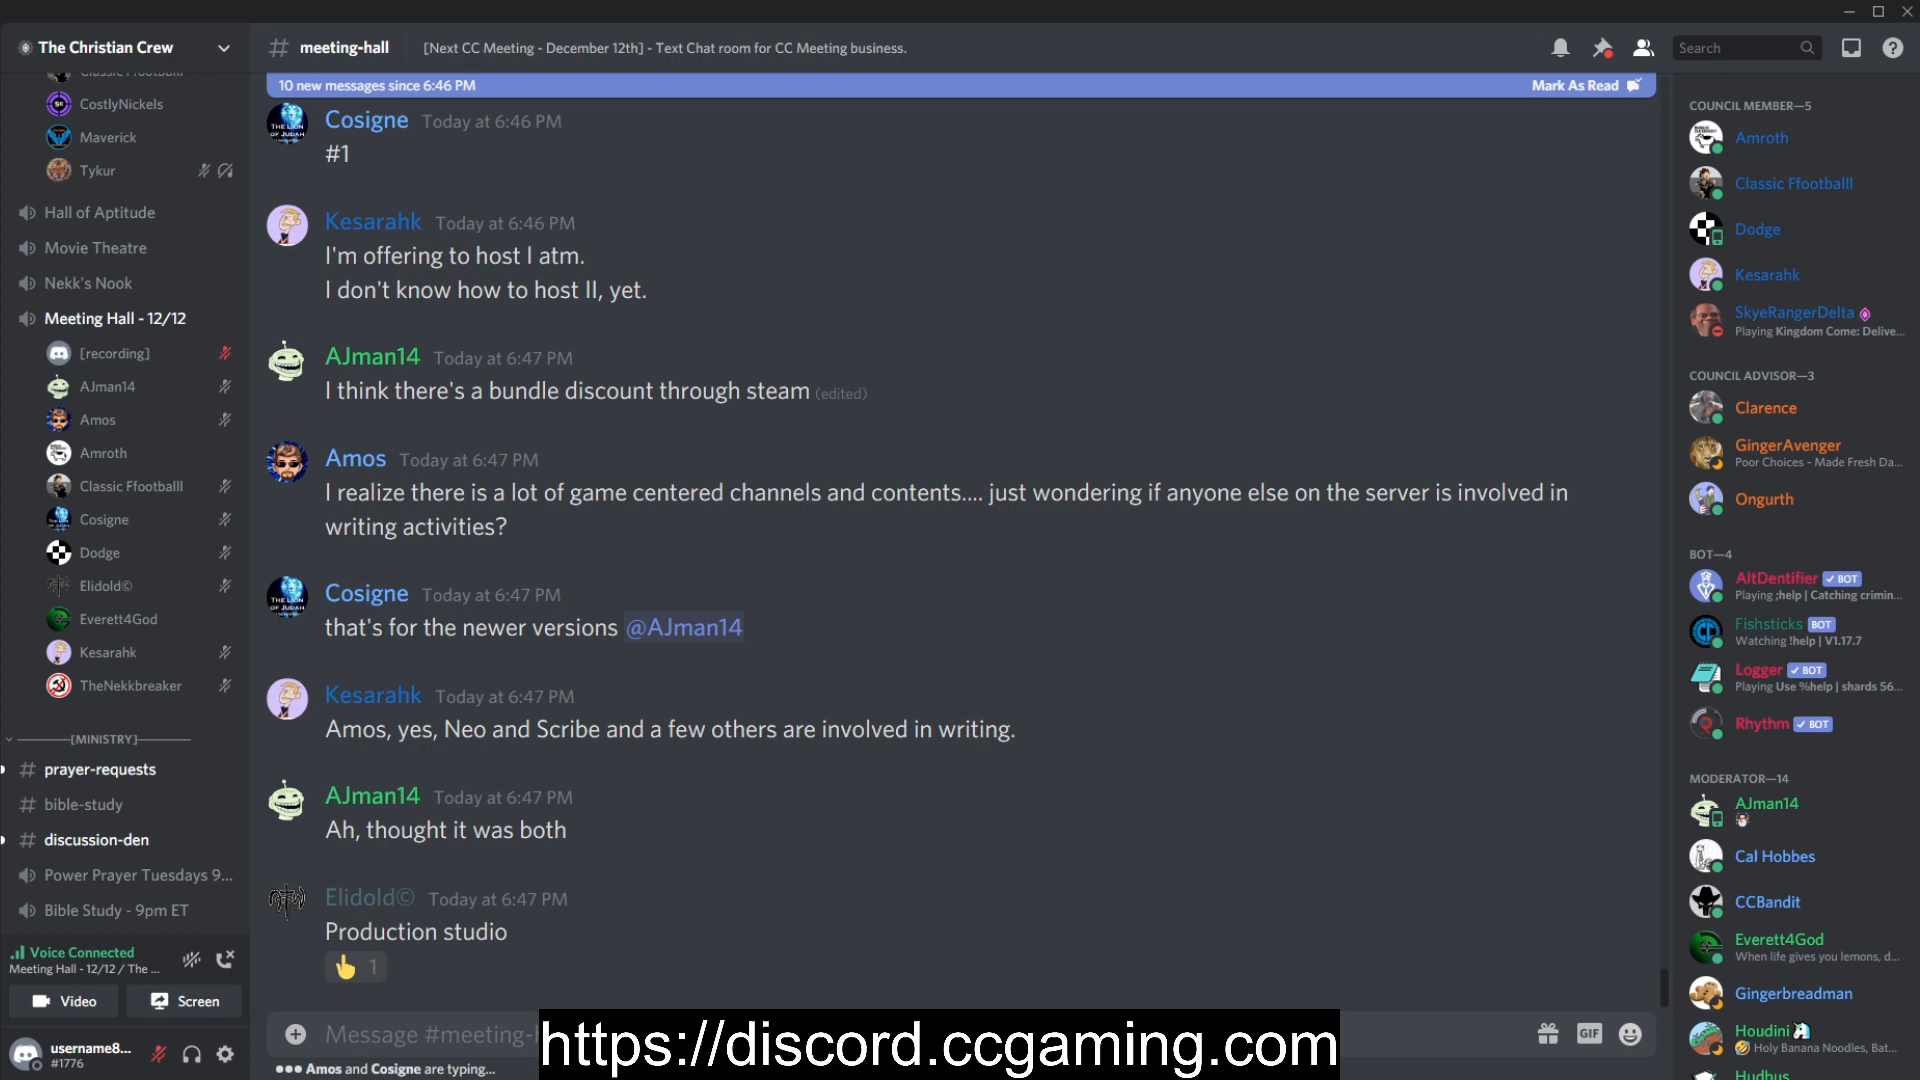 The Christian Crew
Classic Ffootballl
CostlyNickels
Maverick
Tykur
Hall of Aptitude
Movie Theatre
Nekk's Nook
Meeting Hall - 12/12
[recording]
AJman14
Amos
Amroth
Classic Ffootballl
Cosigne
Dodge
Elidold©
Everett4God
Kesarahk
TheNekkbreaker
[MINISTRY]
prayer-requests
bible-study
discussion-den
Power Prayer Tuesdays 9...
Bible Study - 9pm ET
Voice Connected
Meeting Hall - 12/12 / The ...
Video
Screen
username8...
#1776
# meeting-hall
[Next CC Meeting - December 12th] - Text Chat room for CC Meeting business.
Search
10 new messages since 6:46 PM
Mark As Read
Cosigne Today at 6:46 PM
#1
Kesarahk Today at 6:46 PM
I'm offering to host I atm.
I don't know how to host II, yet.
AJman14 Today at 6:47 PM
I think there's a bundle discount through steam (edited)
Amos Today at 6:47 PM
I realize there is a lot of game centered channels and contents.... just wondering if anyone else on the server is involved in
writing activities?
Cosigne Today at 6:47 PM
that's for the newer versions @AJman14
Kesarahk Today at 6:47 PM
Amos, yes, Neo and Scribe and a few others are involved in writing.
AJman14 Today at 6:47 PM
Ah, thought it was both
Elidold© Today at 6:47 PM
Production studio
1
Message #meeting-
GIF
https://discord.ccgaming.com
Amos and Cosigne are typing...
COUNCIL MEMBER—5
Amroth
Classic Ffootballl
Dodge
Kesarahk
SkyeRangerDelta
Playing Kingdom Come: Delive...
COUNCIL ADVISOR—3
Clarence
GingerAvenger
Poor Choices - Made Fresh Da...
Ongurth
BOT—4
AltDentifier BOT
Playing ;help | Catching crimin...
Fishsticks BOT
Watching !help | V1.17.7
Logger BOT
Playing Use %help | shards 56...
Rhythm BOT
MODERATOR—14
AJman14
Cal Hobbes
CCBandit
Everett4God
When life gives you lemons, d...
Gingerbreadman
Houdini
Holy Banana Noodles, Bat...
Hudbus